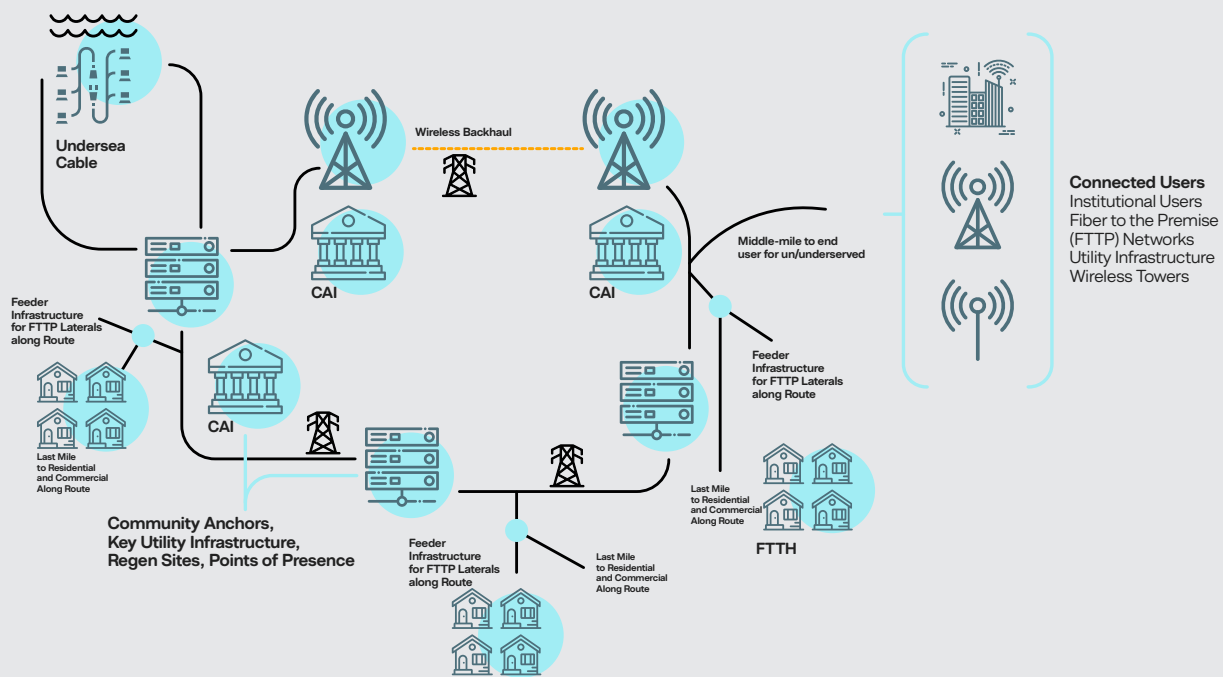 Undersea
Cable
Wireless Backhaul
CAI
CAI
Middle-mile to end
user for un/underserved
Connected Users
Institutional Users
Fiber to the Premise
(FTTP) Networks
Utility Infrastructure
Wireless Towers
Feeder
Infrastructure
for FTTP Laterals
along Route
CAI
Last Mile
to Residential
and Commercial
Along Route
Feeder
Infrastructure
for FTTP Laterals
along Route
Last Mile
to Residential
and Commercial
Along Route
FTTH
Community Anchors,
Key Utility Infrastructure,
Regen Sites, Points of Presence
Feeder
Infrastructure
for FTTP Laterals
along Route
Last Mile
to Residential
and Commercial
Along Route